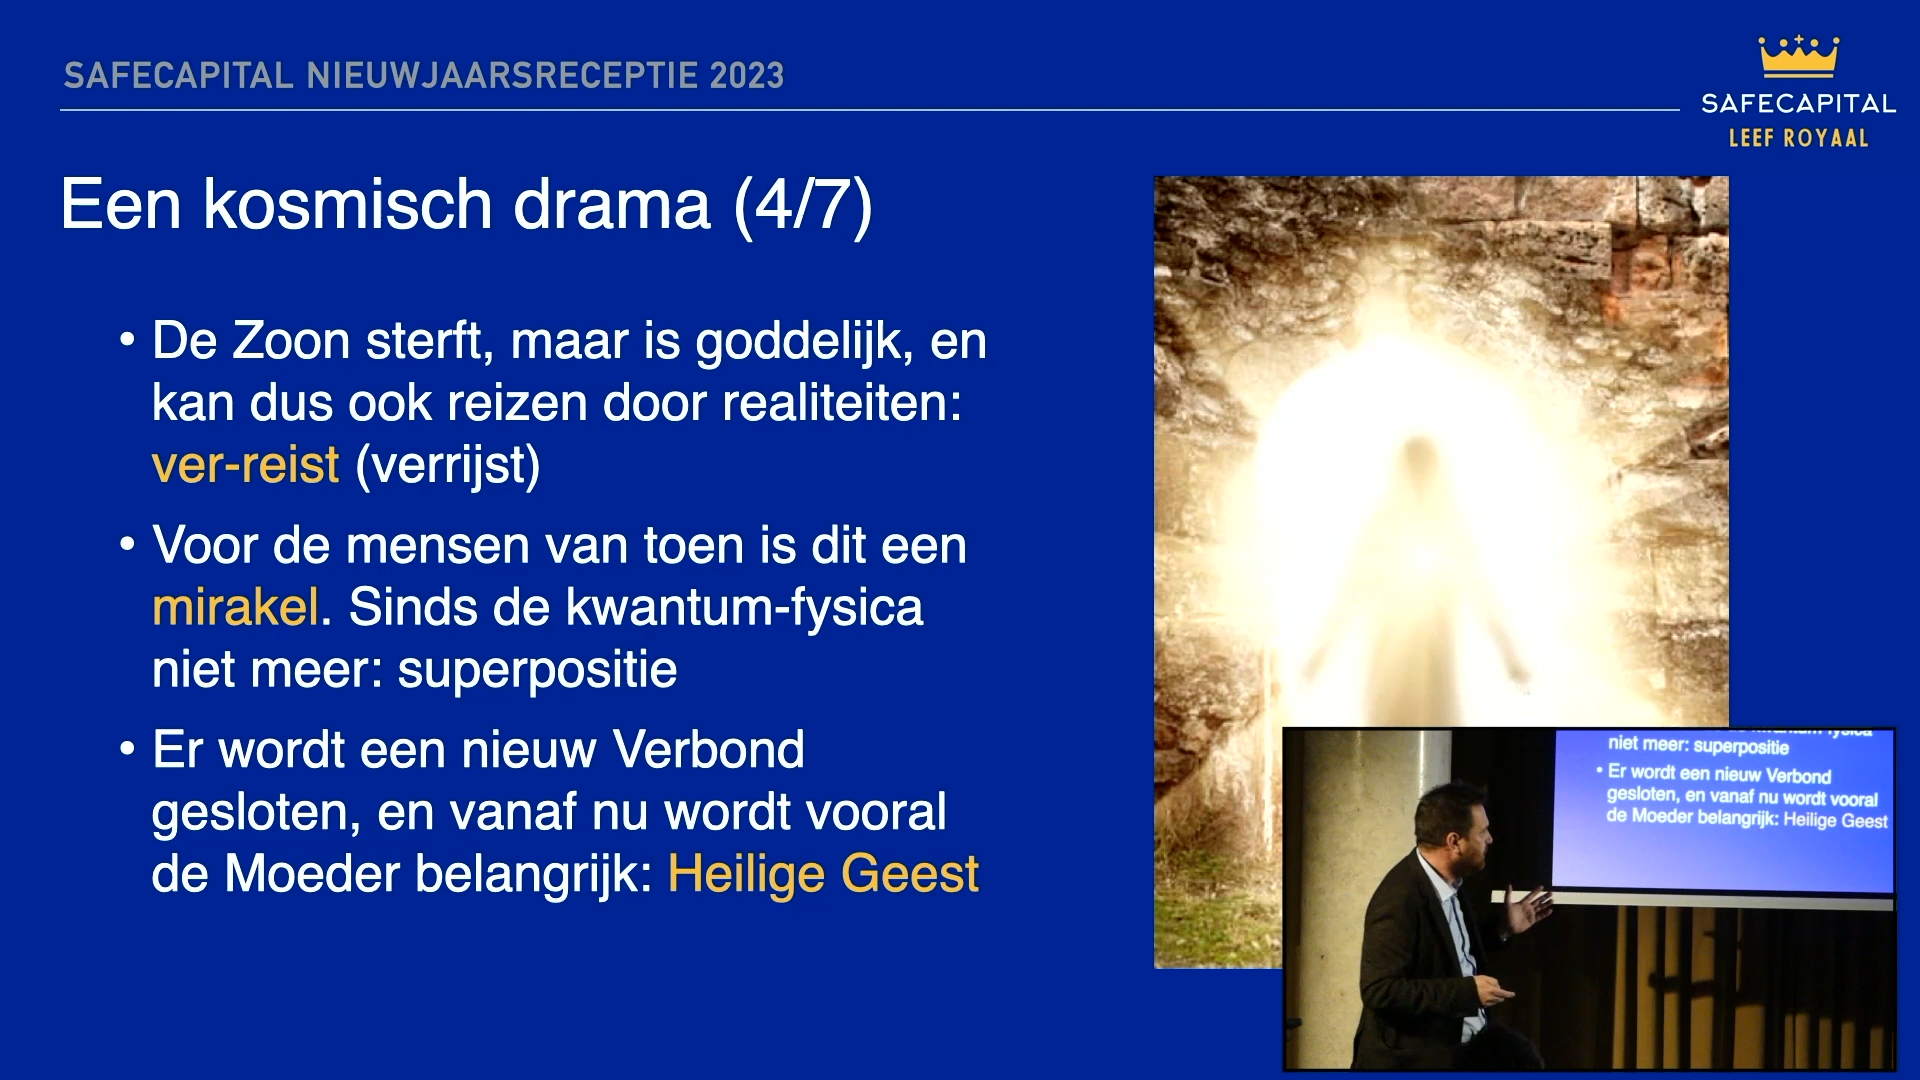 SAFECAPITAL NIEUWJAARSRECEPTIE 2023
SAFECAPITAL
LEEF ROYAAL
Een kosmisch drama (4/7)
• De Zoon sterft, maar is goddelijk, en
kan dus ook reizen door realiteiten:
ver-reist (verrijst)
• Voor de mensen van toen is dit een
mirakel. Sinds de kwantum-fysica
niet meer: superpositie
• Er wordt een nieuw Verbond
gesloten, en vanaf nu wordt vooral
de Moeder belangrijk: Heilige Geest
niet meer: superpositie
• Er wordt een nieuw Verbond
gesloten, en vanaf nu wordt vooral
de Moeder belangrijk: Heilige Geest